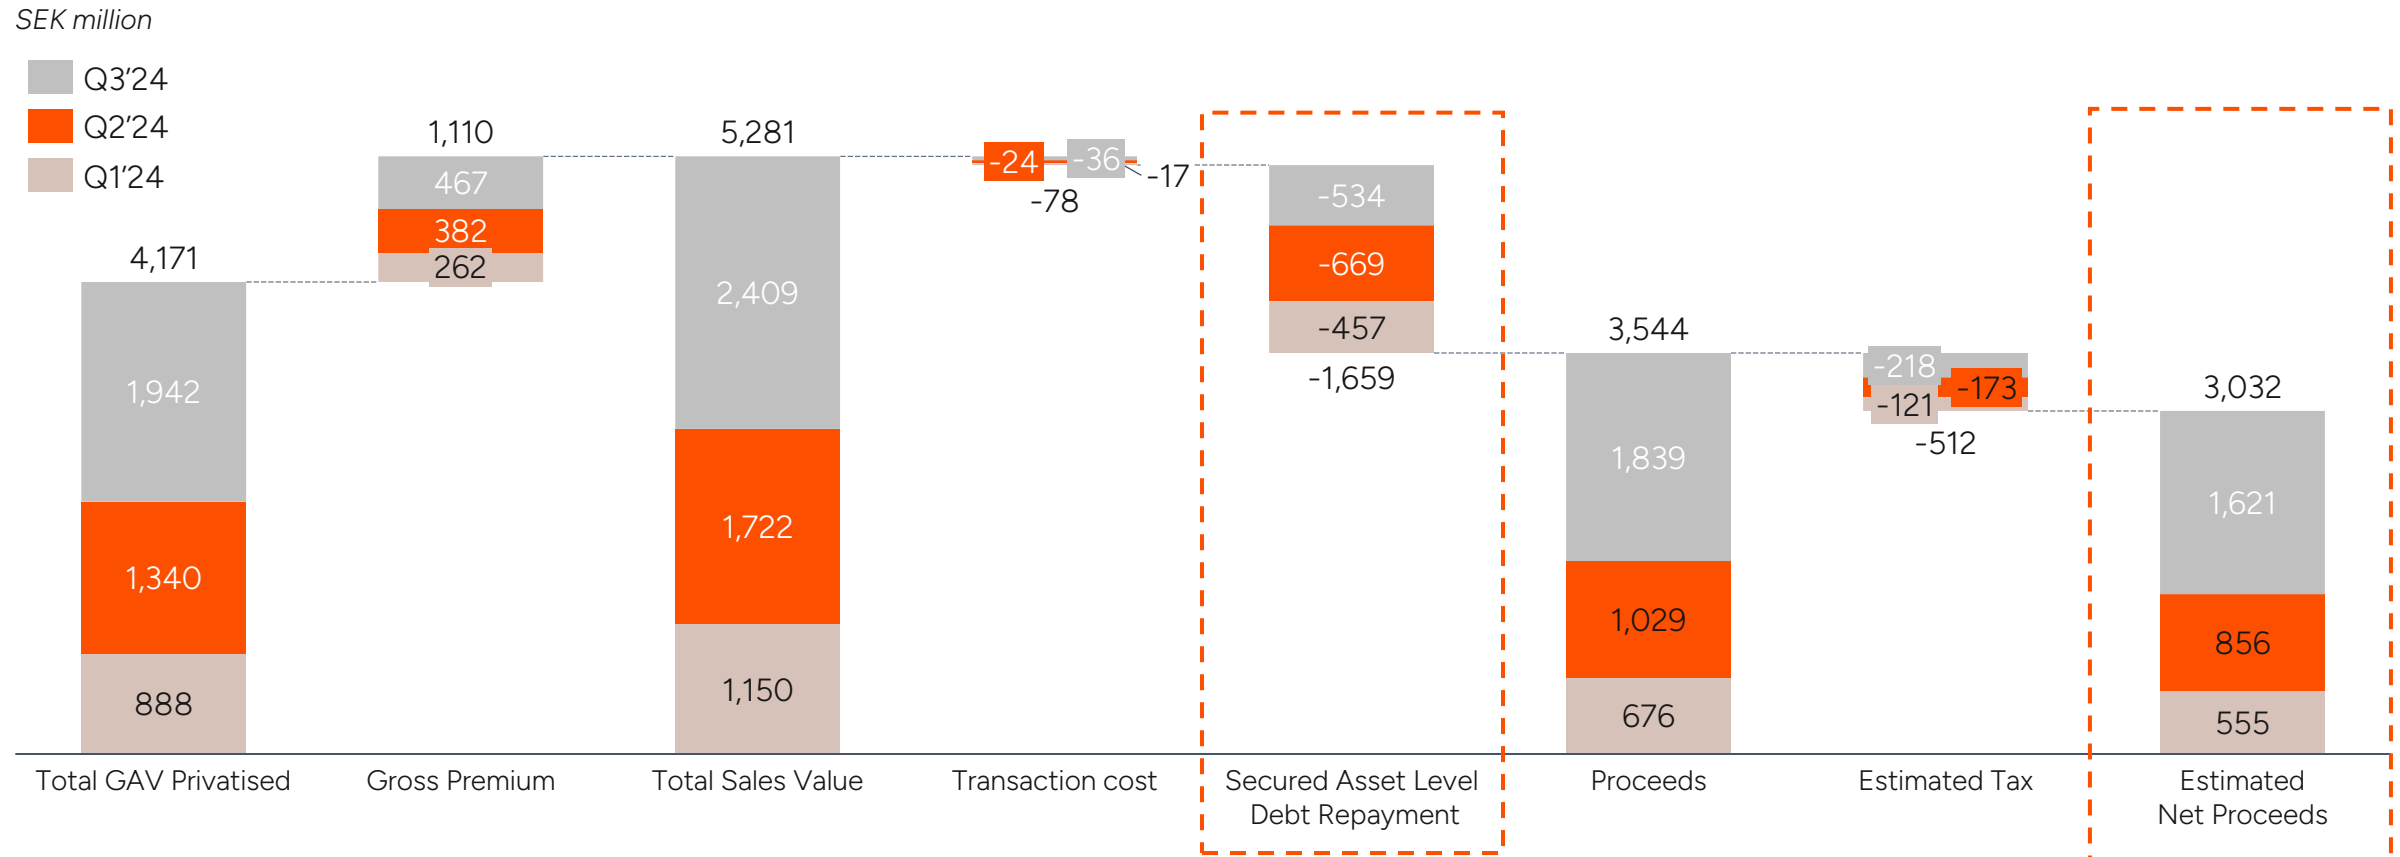 SEK million
Q3'24
Q2'24
Q1'24
4,171
1,942
1,340
888
1,110
467
382
262
5,281
2,409
1,722
1,150
-24
-36
-17
-78
-534
-669
-457
-1,659
3,544
1,839
1,029
676
-218
-173
-121
-512
3,032
1,621
856
555
Total GAV Privatised
Gross Premium
Total Sales Value
Transaction cost
Secured Asset Level
Debt Repayment
Proceeds
Estimated Tax
Estimated
Net Proceeds